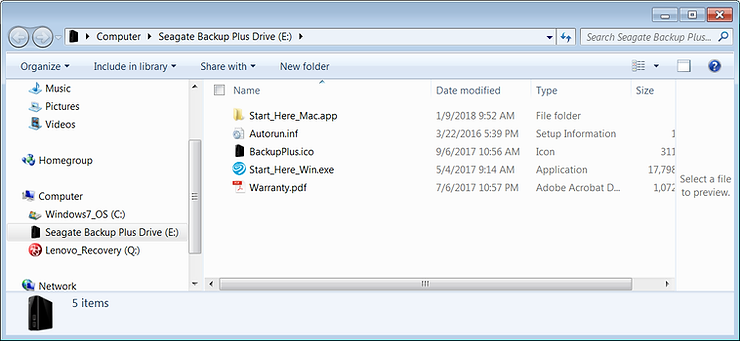 Computer Seagate Backup Plus Drive (E:) Search Seagate Backup Plus...
Organize Include in library Share with New folder
Music
Pictures
Videos
Homegroup
Computer
Windows7_OS (C:)
Seagate Backup Plus Drive (E:)
Lenovo_Recovery (Q:)
Network
Name Date modified Type Size
Start_Here_Mac.app 1/9/2018 9:52 AM File folder
Autorun.inf 3/22/2016 5:39 PM Setup Information 1
BackupPlus.ico 9/6/2017 10:56 AM Icon 311
Start_Here_Win.exe 5/4/2017 9:14 AM Application 17,798
Warranty.pdf 7/6/2017 10:57 PM Adobe Acrobat D... 1,072
Select a file
to preview.
5 items